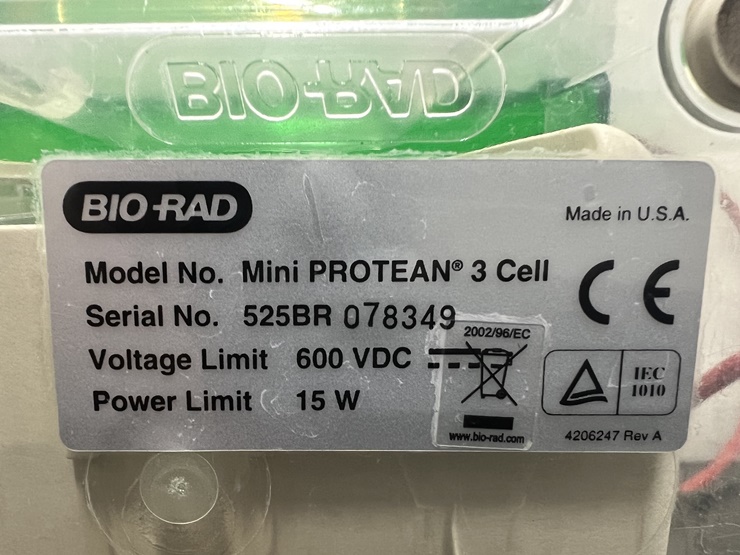 BIO-RAD
BIO-RAD
Made in U.S.A.
Model No. Mini PROTEAN® 3 Cell
Serial No. 525BR 078349
2002/96/EC
Voltage Limit 600 VDC
Power Limit 15 W
CE
IEC
1010
www.bio-rad.com
4206247 Rev A